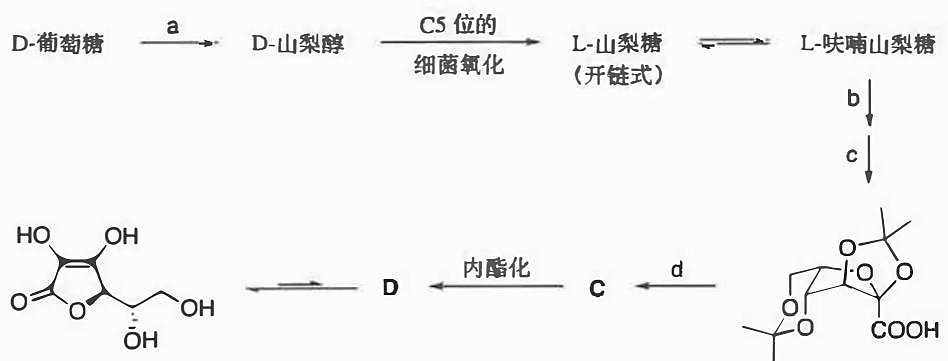 D-葡萄糖 a D-山梨醇 C5 位的 细菌氧化 L-山梨糖 L-呋喃山梨糖
(开链式)
b
c
HO OH
O O OH
OH
D 内酯化 C d
O O O
O O COOH